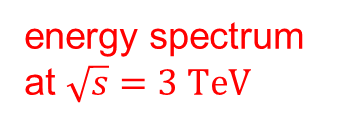 energy spectrum
at √s = 3 TeV